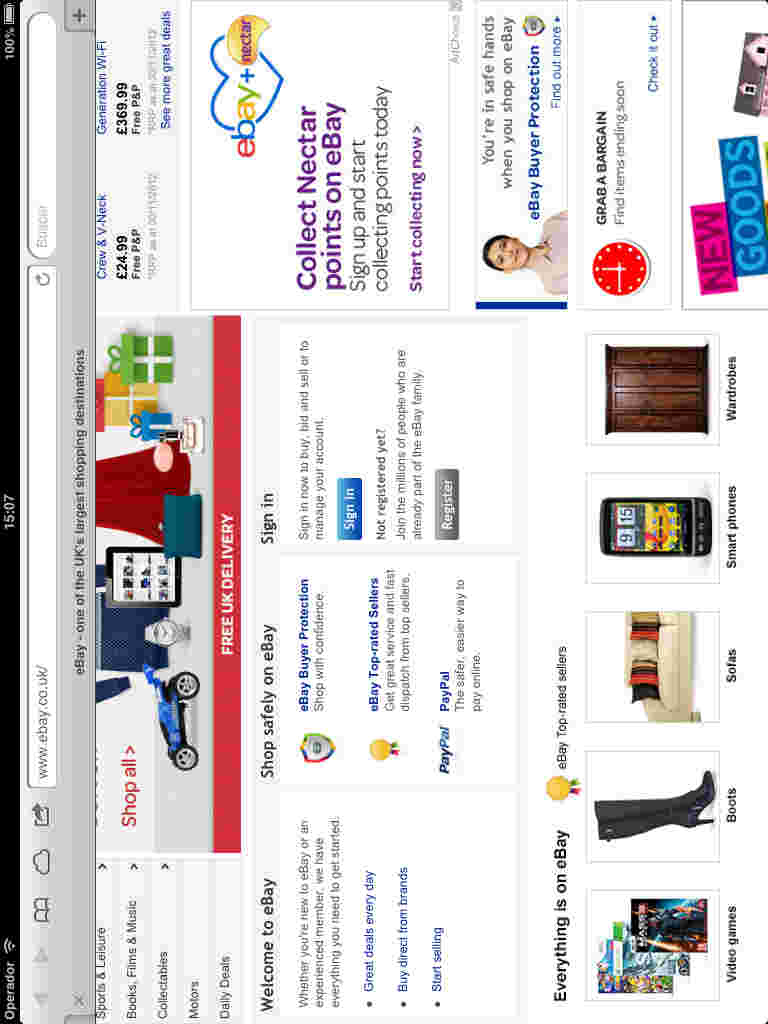 Operador
15:07
100%
www.ebay.co.uk/
Buscar
eBay - one of the UK's largest shopping destinations
Sports & Leisure >
Books, Films & Music >
Collectables >
Motors
Daily Deals
Shop all >
FREE UK DELIVERY
Crew & V-Neck
£24.99
Free P&P
*RRP as at 00/11/2012
Generation Wi-Fi
£369.99
Free P&P
*RRP as at 00/11/2012
See more great deals
Welcome to eBay
Whether you're new to eBay or an
experienced member, we have
everything you need to get started.
• Great deals every day
• Buy direct from brands
• Start selling
Shop safely on eBay
eBay Buyer Protection
Shop with confidence.
eBay Top-rated Sellers
Get great service and fast
dispatch from top sellers.
PayPal
PayPal
The safer, easier way to
pay online.
Sign in
Sign in now to buy, bid and sell or to
manage your account.
Sign in
Not registered yet?
Join the millions of people who are
already part of the eBay family.
Register
ebay + nectar
Collect Nectar
points on eBay
Sign up and start
collecting points today
Start collecting now >
AdChoice
You're in safe hands
when you shop on eBay
eBay Buyer Protection
Find out more
GRAB A BARGAIN
Find items ending soon
Check it out
NEW
GOODS
Everything is on eBay
eBay Top-rated sellers
9 15
Video games
Boots
Sofas
Smart phones
Wardrobes